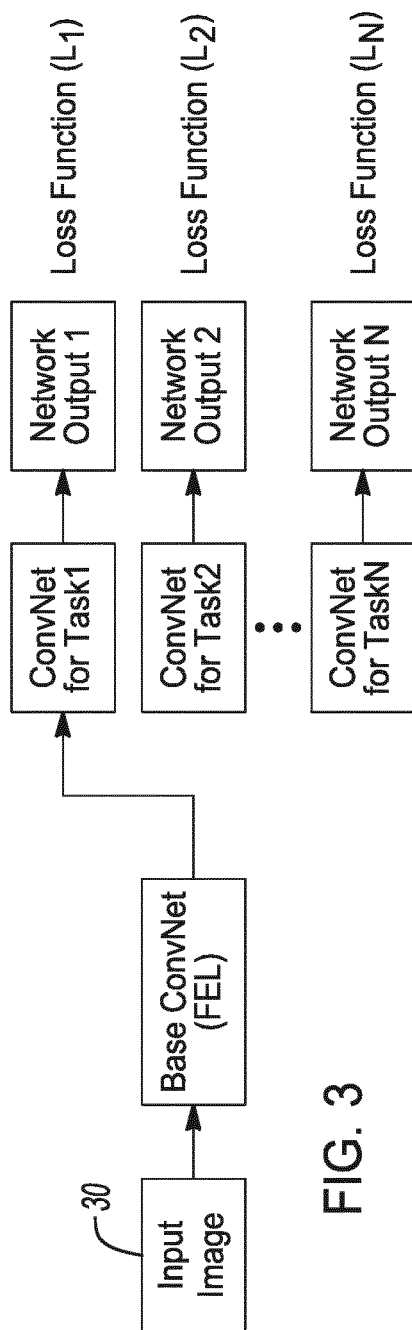 30
Input
Image
Base ConvNet
(FEL)
ConvNet
for Task1
Network
Output 1
Loss Function (L1)
ConvNet
for Task2
Network
Output 2
Loss Function (L2)
ConvNet
for TaskN
Network
Output N
Loss Function (LN)
FIG. 3